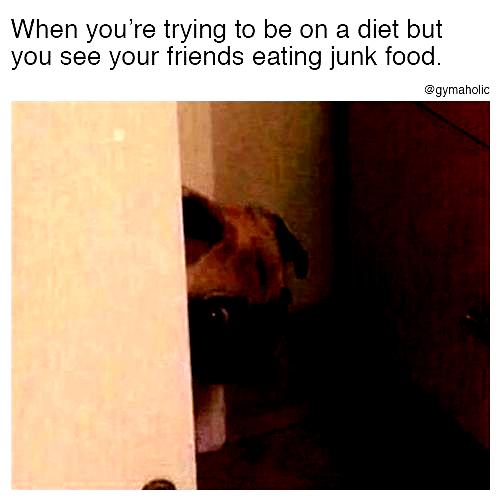 When you’re trying to be on a diet but
you see your friends eating junk food.
@gymaholic